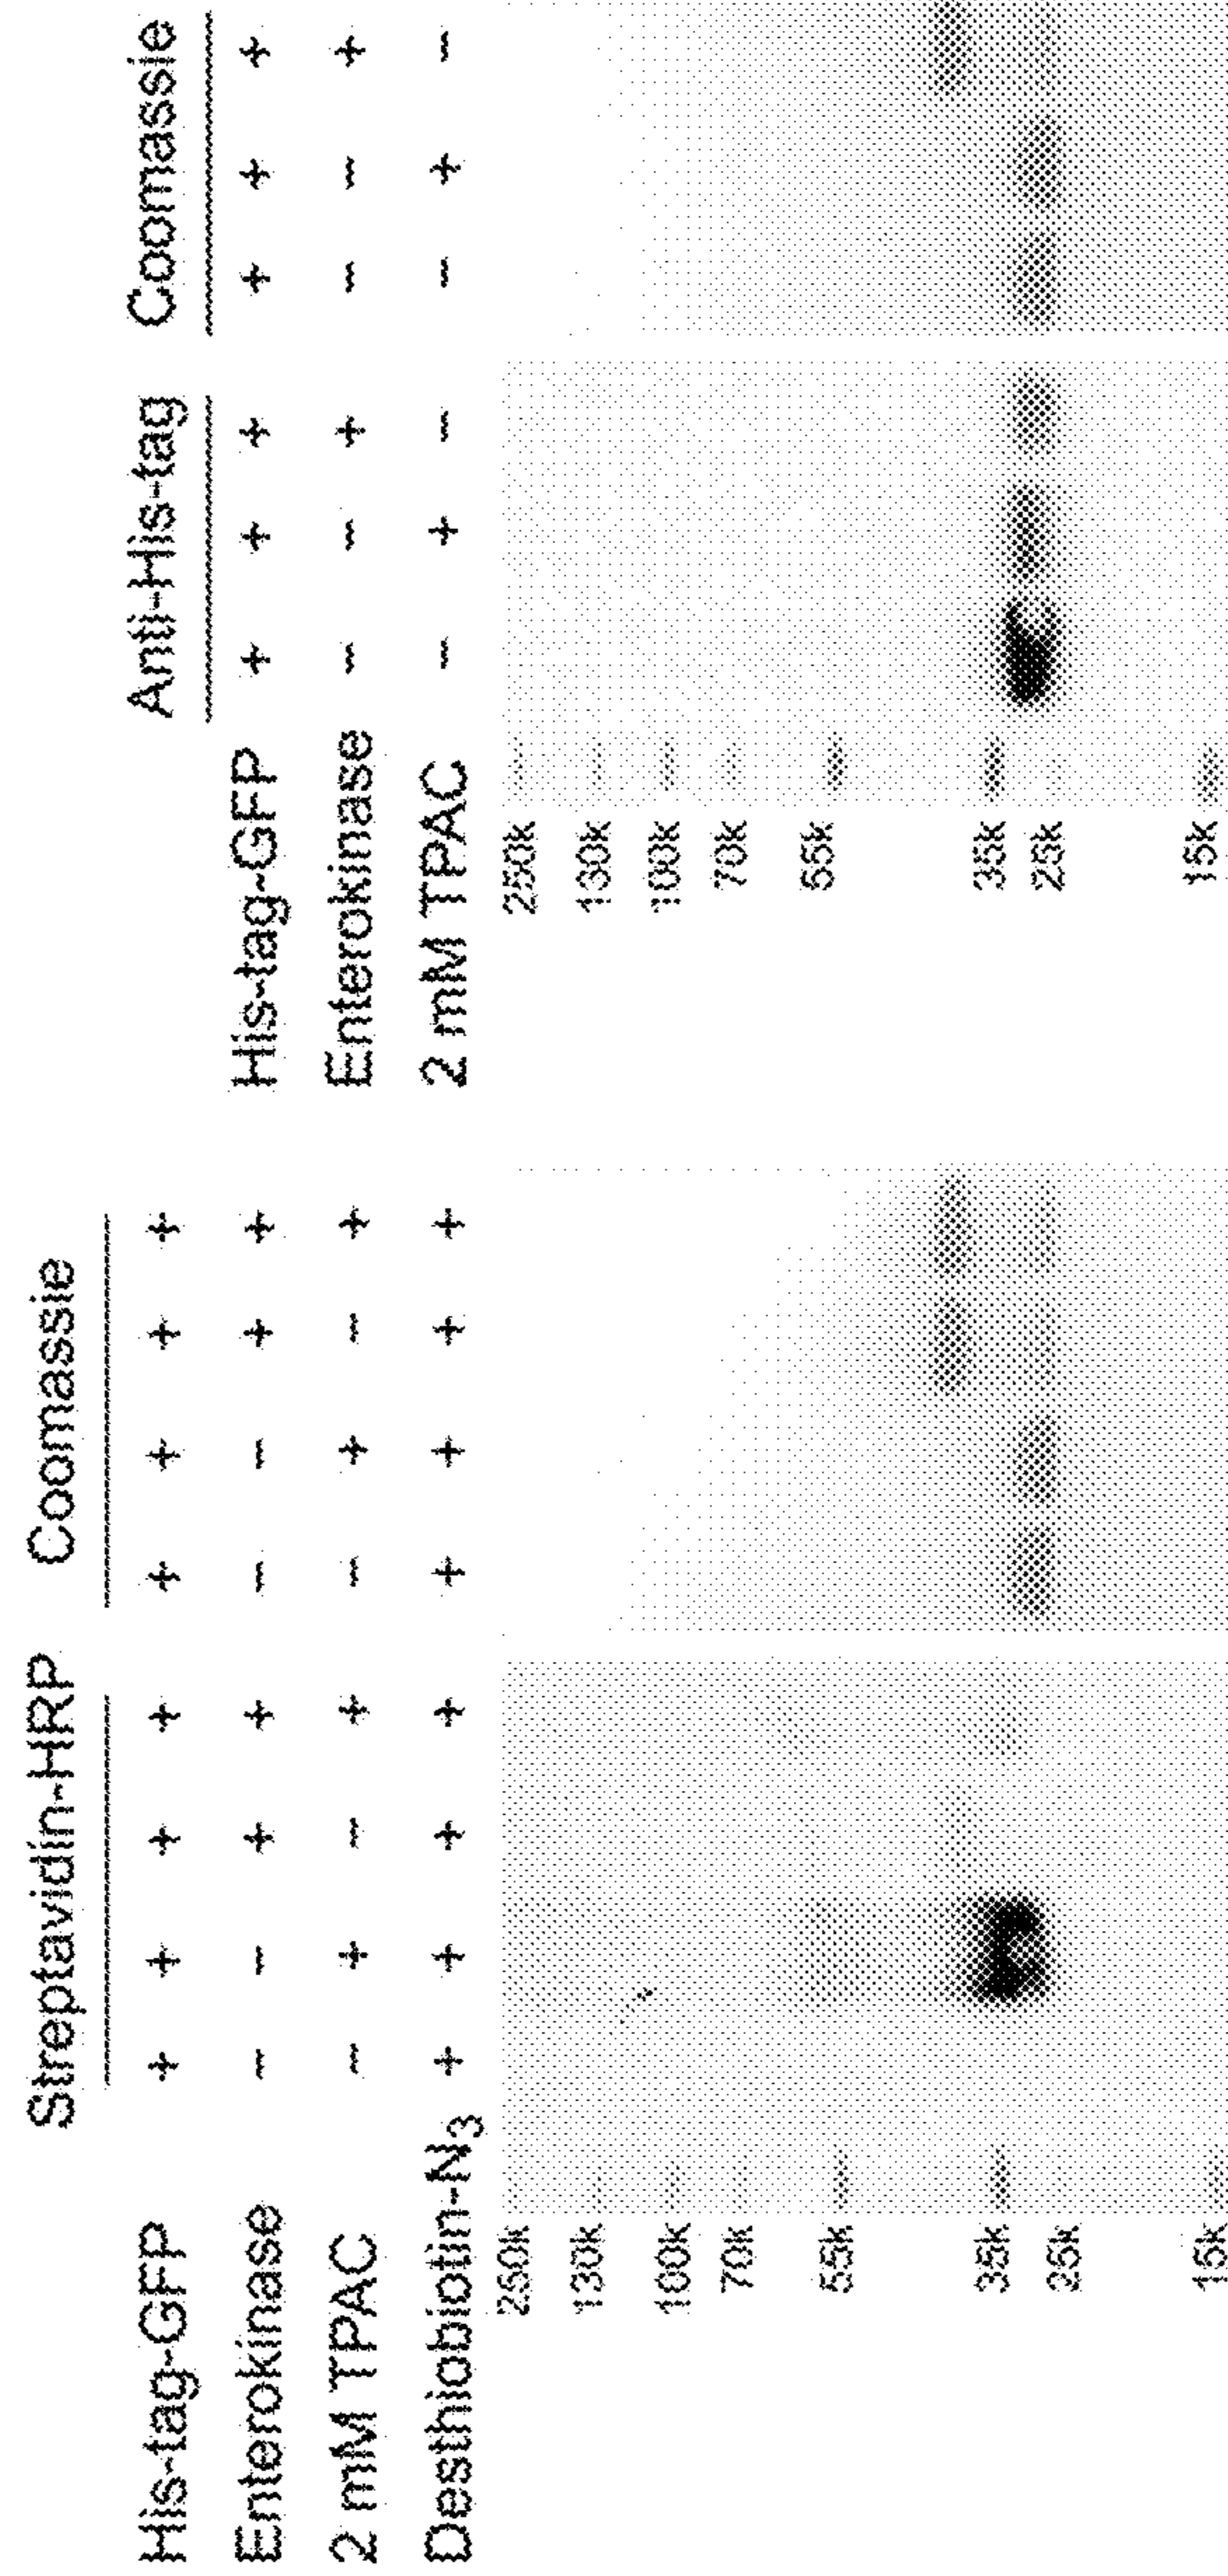 Streptavidin-HRP Coomassie
His-tag-GFP + + + + + + + +
Enterokinase - - + + - - + +
2 mM TPAC - + - + - + - +
Desthiobiotin-N3 + + + + + + + +
250k
130k
100k
70k
55k
35k
25k
15k
Anti-His-tag Coomassie
His-tag-GFP + + + + + +
Enterokinase - - + - - +
2 mM TPAC - + - - + -
250k
130k
100k
70k
55k
35k
25k
15k